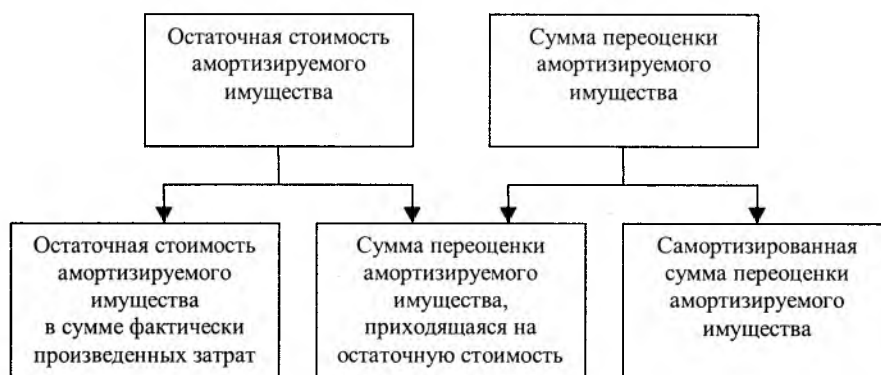 Остаточная стоимость
амортизируемого
имущества
Сумма переоценки
амортизируемого
имущества
Остаточная стоимость
амортизируемого
имущества
в сумме фактически
произведенных затрат
Сумма переоценки
амортизируемого
имущества,
приходящаяся на
остаточную стоимость
Самортизированная
сумма переоценки
амортизируемого
имущества